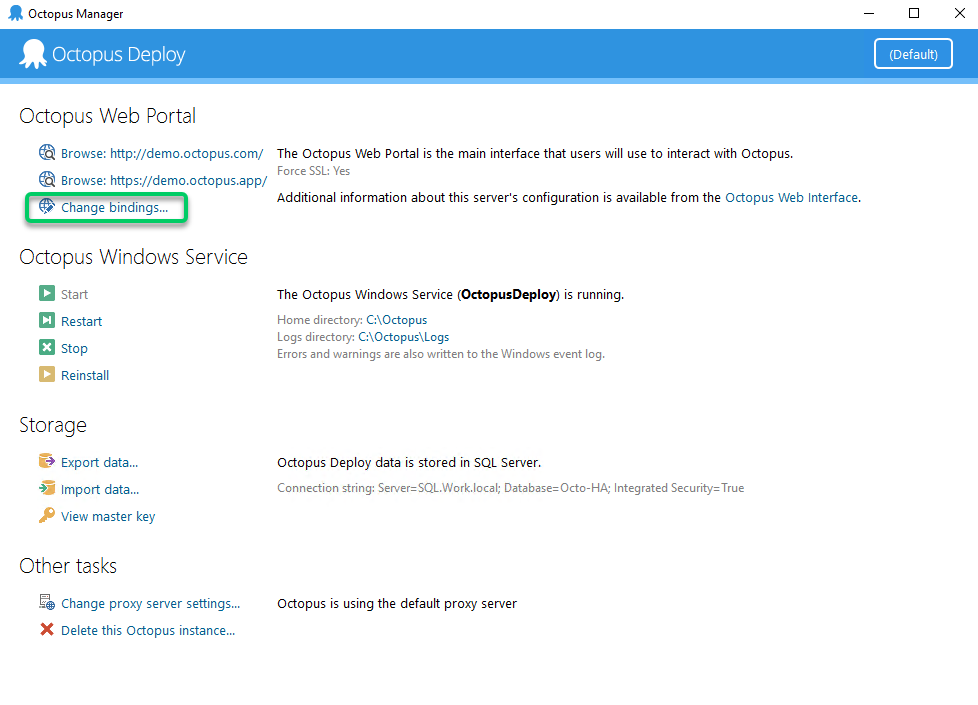 Octopus Manager
Octopus Deploy
(Default)
Octopus Web Portal
Browse: http://demo.octopus.com/
The Octopus Web Portal is the main interface that users will use to interact with Octopus.
Force SSL: Yes
Browse: https://demo.octopus.app/
Additional information about this server's configuration is available from the Octopus Web Interface.
Change bindings...
Octopus Windows Service
Start
The Octopus Windows Service (OctopusDeploy) is running.
Restart
Home directory: C:\Octopus
Logs directory: C:\Octopus\Logs
Stop
Errors and warnings are also written to the Windows event log.
Reinstall
Storage
Export data...
Octopus Deploy data is stored in SQL Server.
Import data...
Connection string: Server=SQL.Work.local; Database=Octo-HA; Integrated Security=True
View master key
Other tasks
Change proxy server settings...
Octopus is using the default proxy server
Delete this Octopus instance...